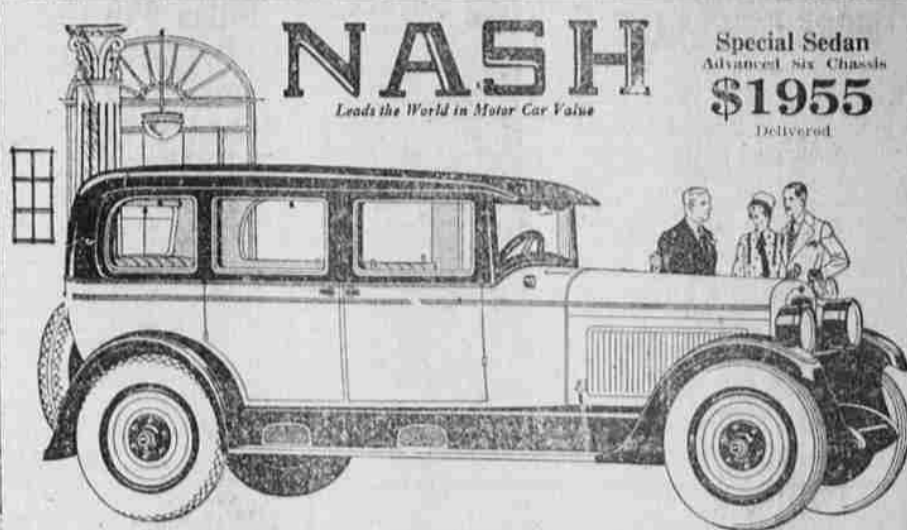 NASH
Leads the World in Motor Car Value
Special Sedan
Advanced Six Chassis
$1955
Delivered